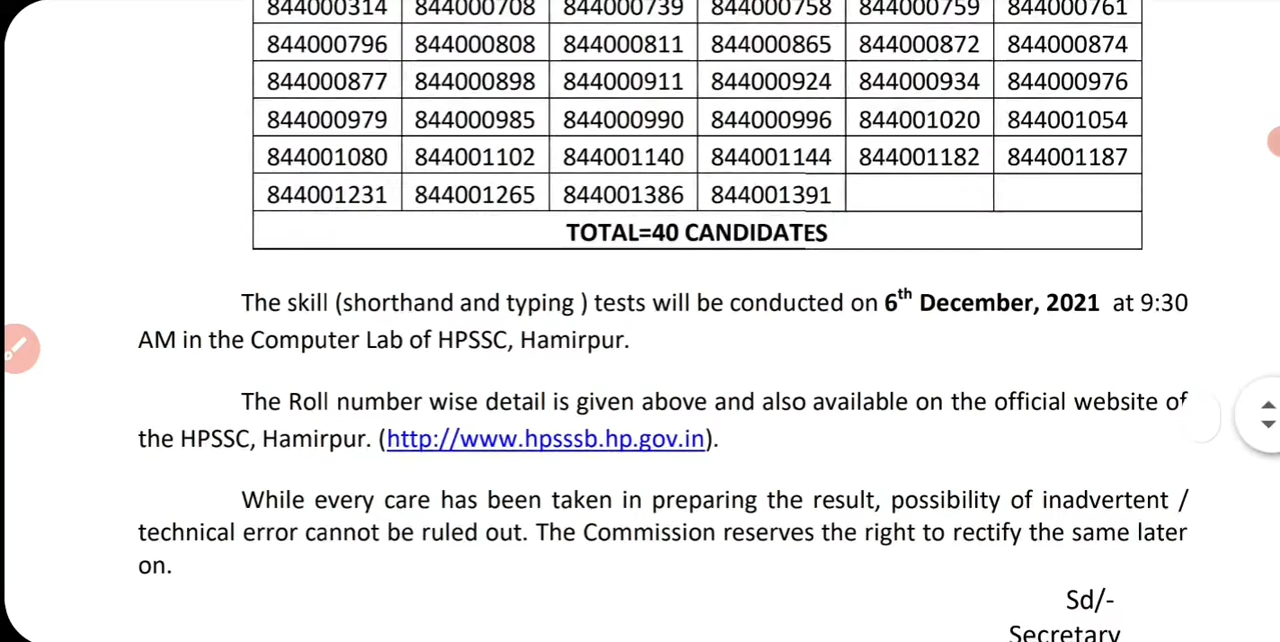 844000314 844000708 844000739 844000758 844000759 844000761
844000796 844000808 844000811 844000865 844000872 844000874
844000877 844000898 844000911 844000924 844000934 844000976
844000979 844000985 844000990 844000996 844001020 844001054
844001080 844001102 844001140 844001144 844001182 844001187
844001231 844001265 844001386 844001391
TOTAL=40 CANDIDATES
The skill (shorthand and typing ) tests will be conducted on 6th December, 2021 at 9:30
AM in the Computer Lab of HPSSC, Hamirpur.
The Roll number wise detail is given above and also available on the official website of
the HPSSC, Hamirpur. (http://www.hpsssb.hp.gov.in).
While every care has been taken in preparing the result, possibility of inadvertent /
technical error cannot be ruled out. The Commission reserves the right to rectify the same later
on.
Sd/-
Secretary